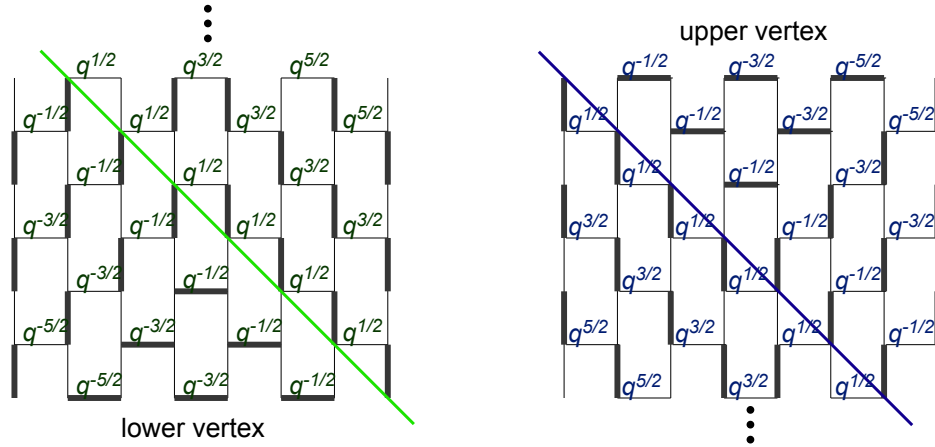 q^1/2 q^3/2 q^5/2
q^-1/2 q^1/2 q^3/2 q^5/2
q^-1/2 q^1/2 q^3/2
q^-3/2 q^-1/2 q^1/2 q^3/2
q^-3/2 q^-1/2 q^1/2
q^-5/2 q^-3/2 q^-1/2 q^1/2
q^-5/2 q^-3/2 q^-1/2
lower vertex
upper vertex
q^-1/2 q^-3/2 q^-5/2
q^1/2 q^-1/2 q^-3/2 q^-5/2
q^1/2 q^-1/2 q^-3/2
q^3/2 q^1/2 q^-1/2 q^-3/2
q^3/2 q^1/2 q^-1/2
q^5/2 q^3/2 q^1/2 q^-1/2
q^5/2 q^3/2 q^1/2